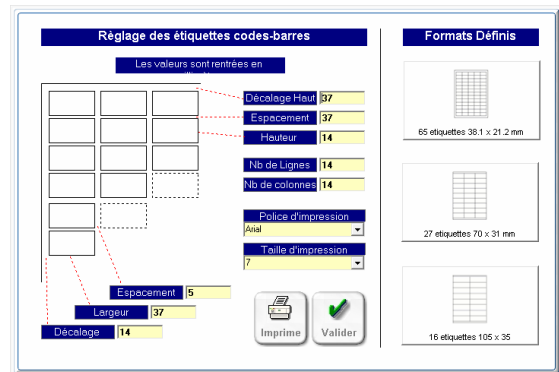 Règlage des étiquettes codes-barres
Les valeurs sont rentrées en
Décalage Haut 37
Espacement 37
Hauteur 14
Nb de Lignes 14
Nb de colonnes 14
Police d'impression
Arial
Taille d'impression
7
Espacement 5
Largeur 37
Décalage 14
Imprime
Valider
Formats Définis
65 etiquettes 38.1 x 21.2 mm
27 etiquettes 70 x 31 mm
16 etiquettes 105 x 35